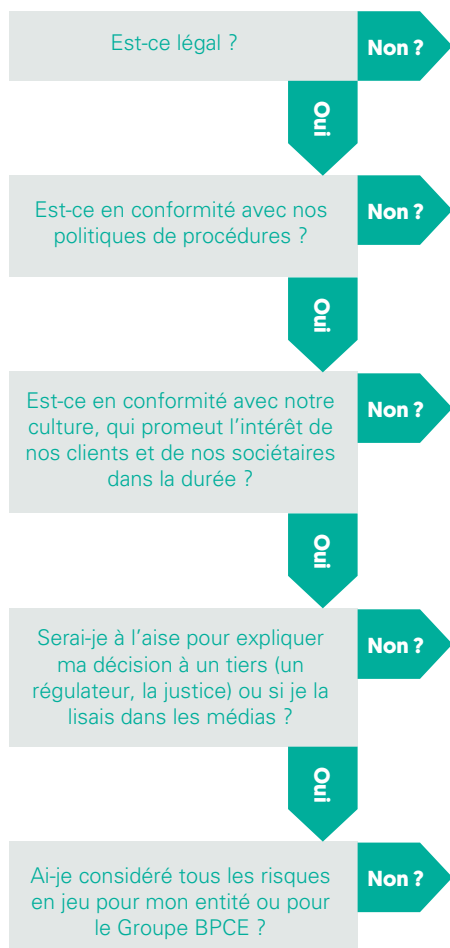 Est-ce légal ?
Non ?
Oui
Est-ce en conformité avec nos
politiques de procédures ?
Non ?
Oui
Est-ce en conformité avec notre
culture, qui promeut l’intérêt de
nos clients et de nos sociétaires
dans la durée ?
Non ?
Oui
Serai-je à l’aise pour expliquer
ma décision à un tiers (un
régulateur, la justice) ou si je la
lisais dans les médias ?
Non ?
Oui
Ai-je considéré tous les risques
en jeu pour mon entité ou pour
le Groupe BPCE ?
Non ?